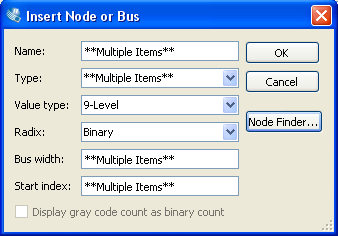 Insert Node or Bus
Name: **Multiple Items** OK
Type: **Multiple Items** Cancel
Value type: 9-Level
Radix: Binary Node Finder...
Bus width: **Multiple Items**
Start index: **Multiple Items**
Display gray code count as binary count